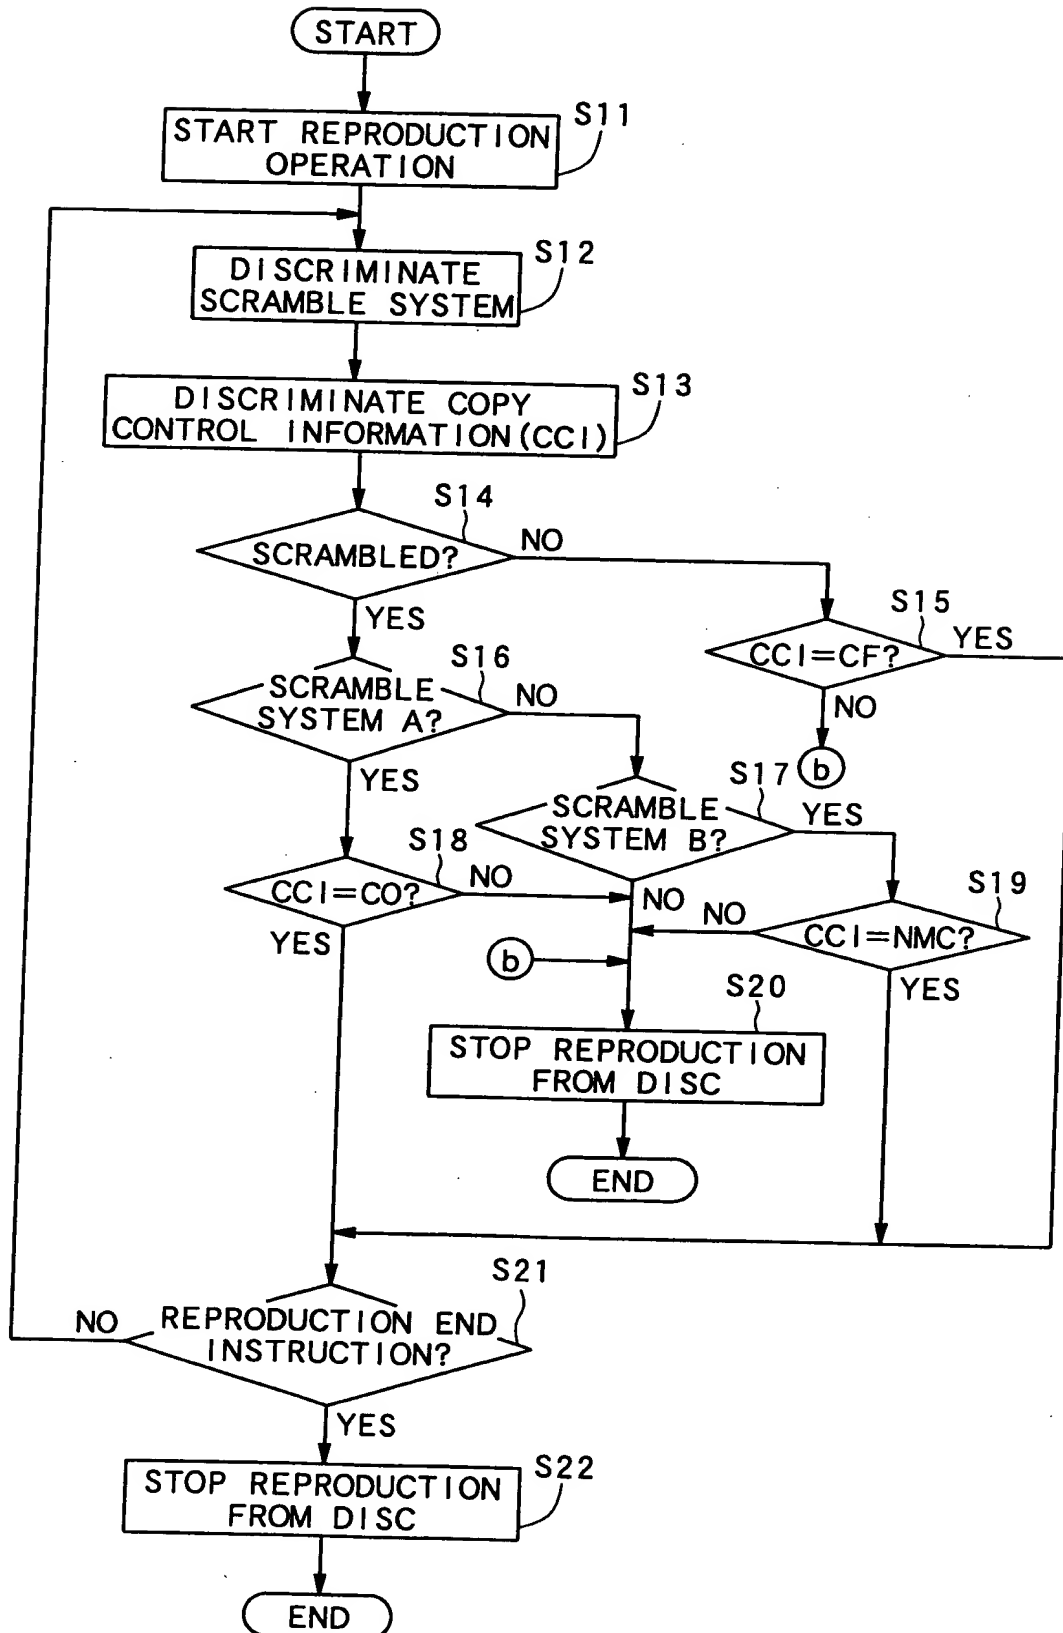 START
S11
START REPRODUCTION
OPERATION
S12
DISCRIMINATE
SCRAMBLE SYSTEM
S13
DISCRIMINATE COPY
CONTROL INFORMATION(CCI)
S14
SCRAMBLED?
NO
YES
S15
CCI=CF?
YES
NO
b
S16
SCRAMBLE
SYSTEM A?
NO
YES
S17
SCRAMBLE
SYSTEM B?
YES
NO
S18
CCI=CO?
NO
YES
S19
CCI=NMC?
NO
YES
b
S20
STOP REPRODUCTION
FROM DISC
END
S21
REPRODUCTION END
INSTRUCTION?
NO
YES
S22
STOP REPRODUCTION
FROM DISC
END